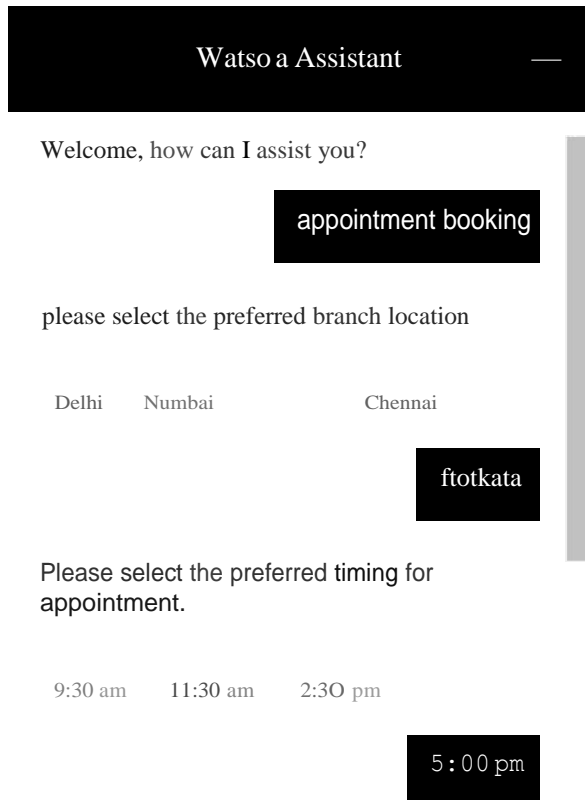 Watso a Assistant —
Welcome, how can I assist you?
appointment booking
please select the preferred branch location
Delhi Numbai Chennai
ftotkata
Please select the preferred timing for
appointment.
9:30 am 11:30 am 2:3O pm
5:00 pm